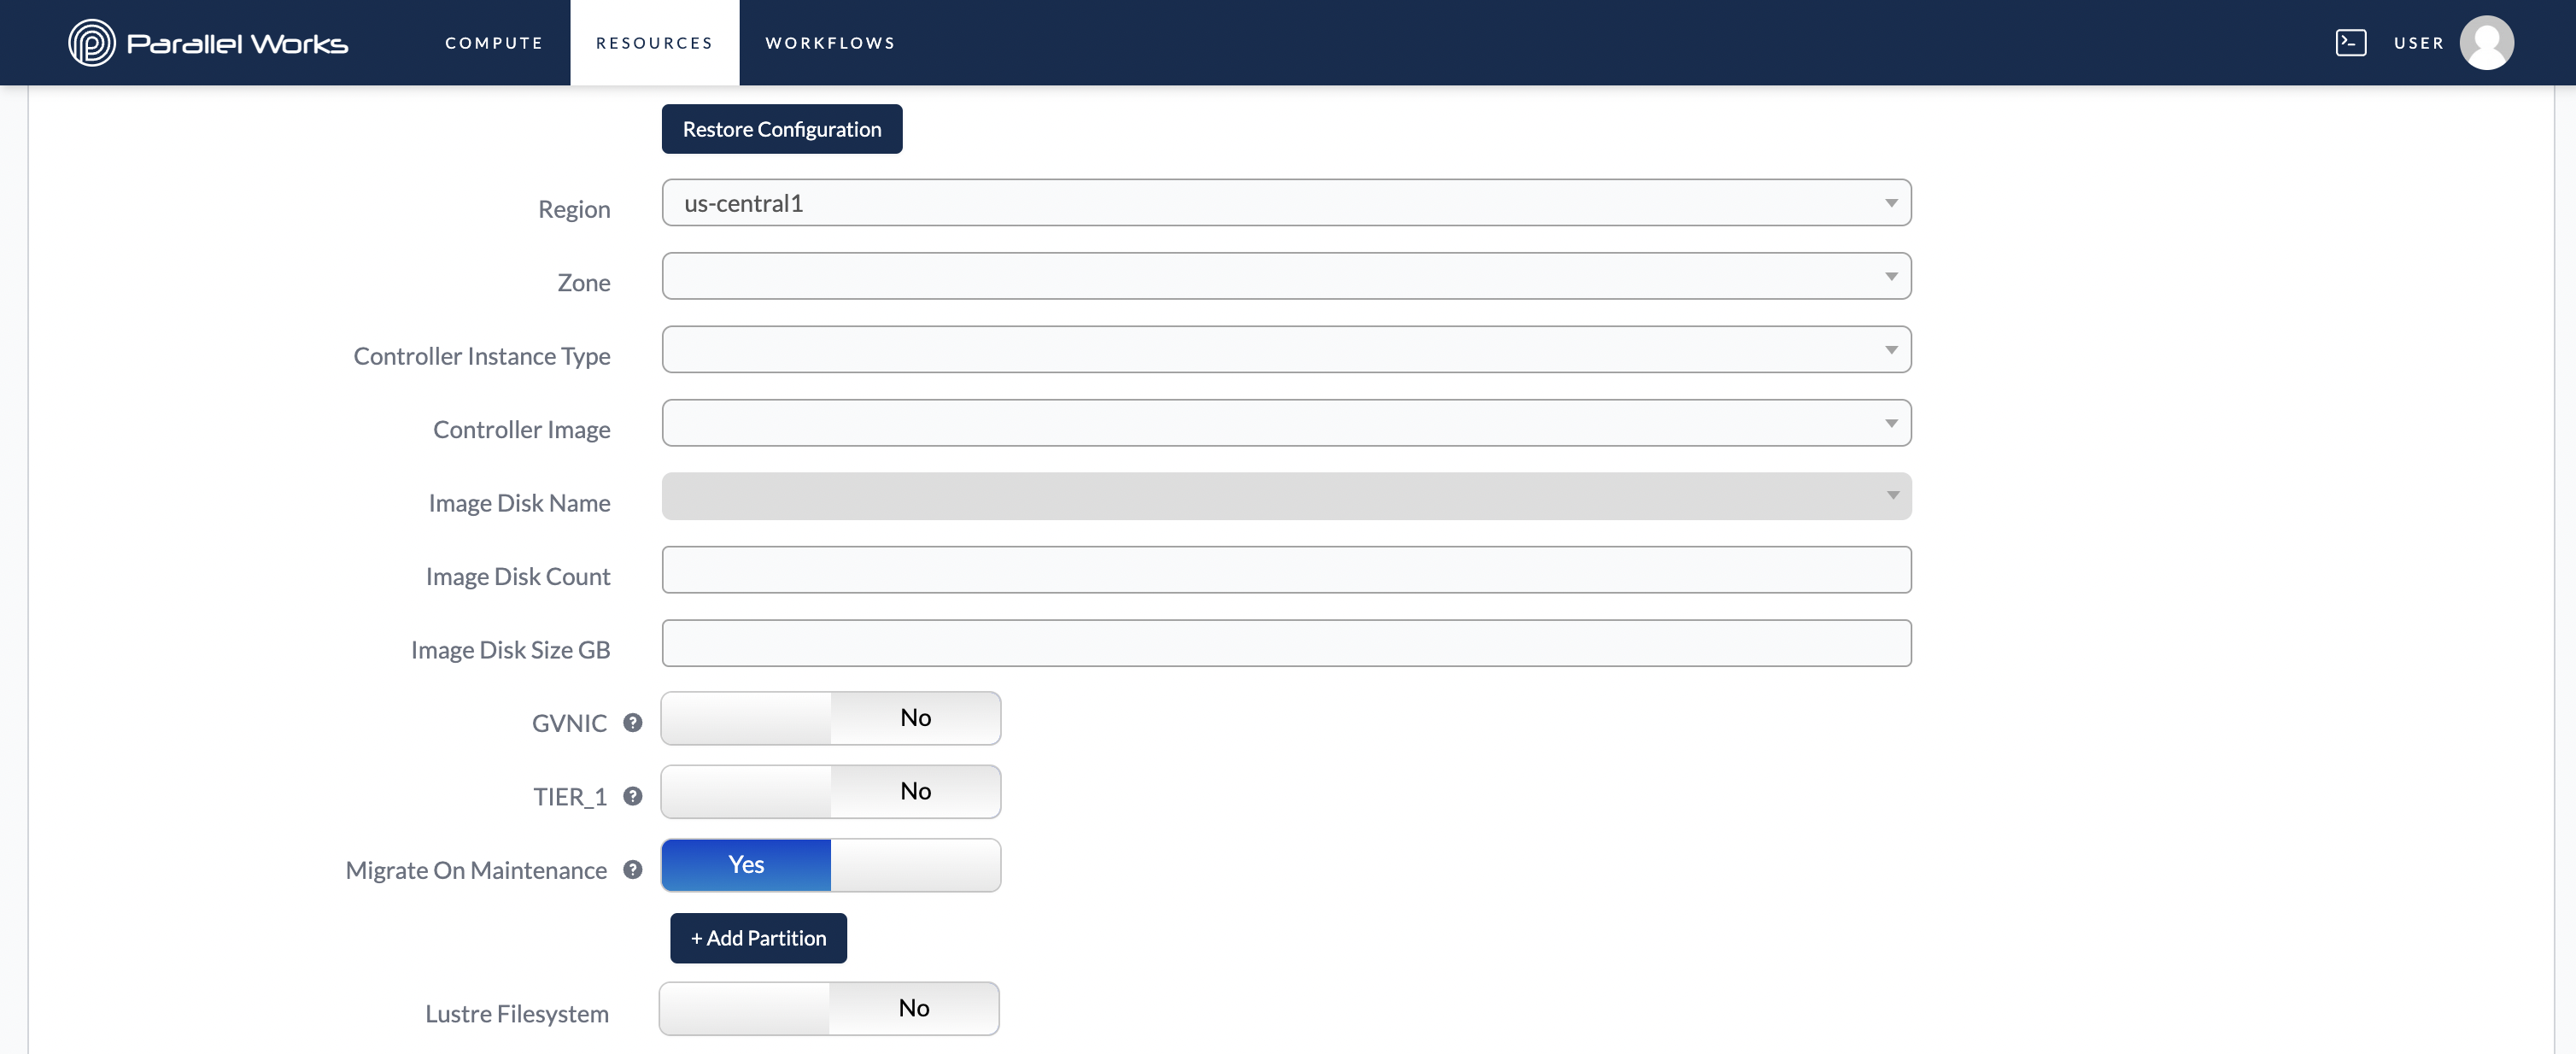 Parallel Works COMPUTE RESOURCES WORKFLOWS USER
Restore Configuration
Region us-central1
Zone
Controller Instance Type
Controller Image
Image Disk Name
Image Disk Count
Image Disk Size GB
GVNIC ? No
TIER_1 ? No
Migrate On Maintenance ? Yes
+ Add Partition
Lustre Filesystem No